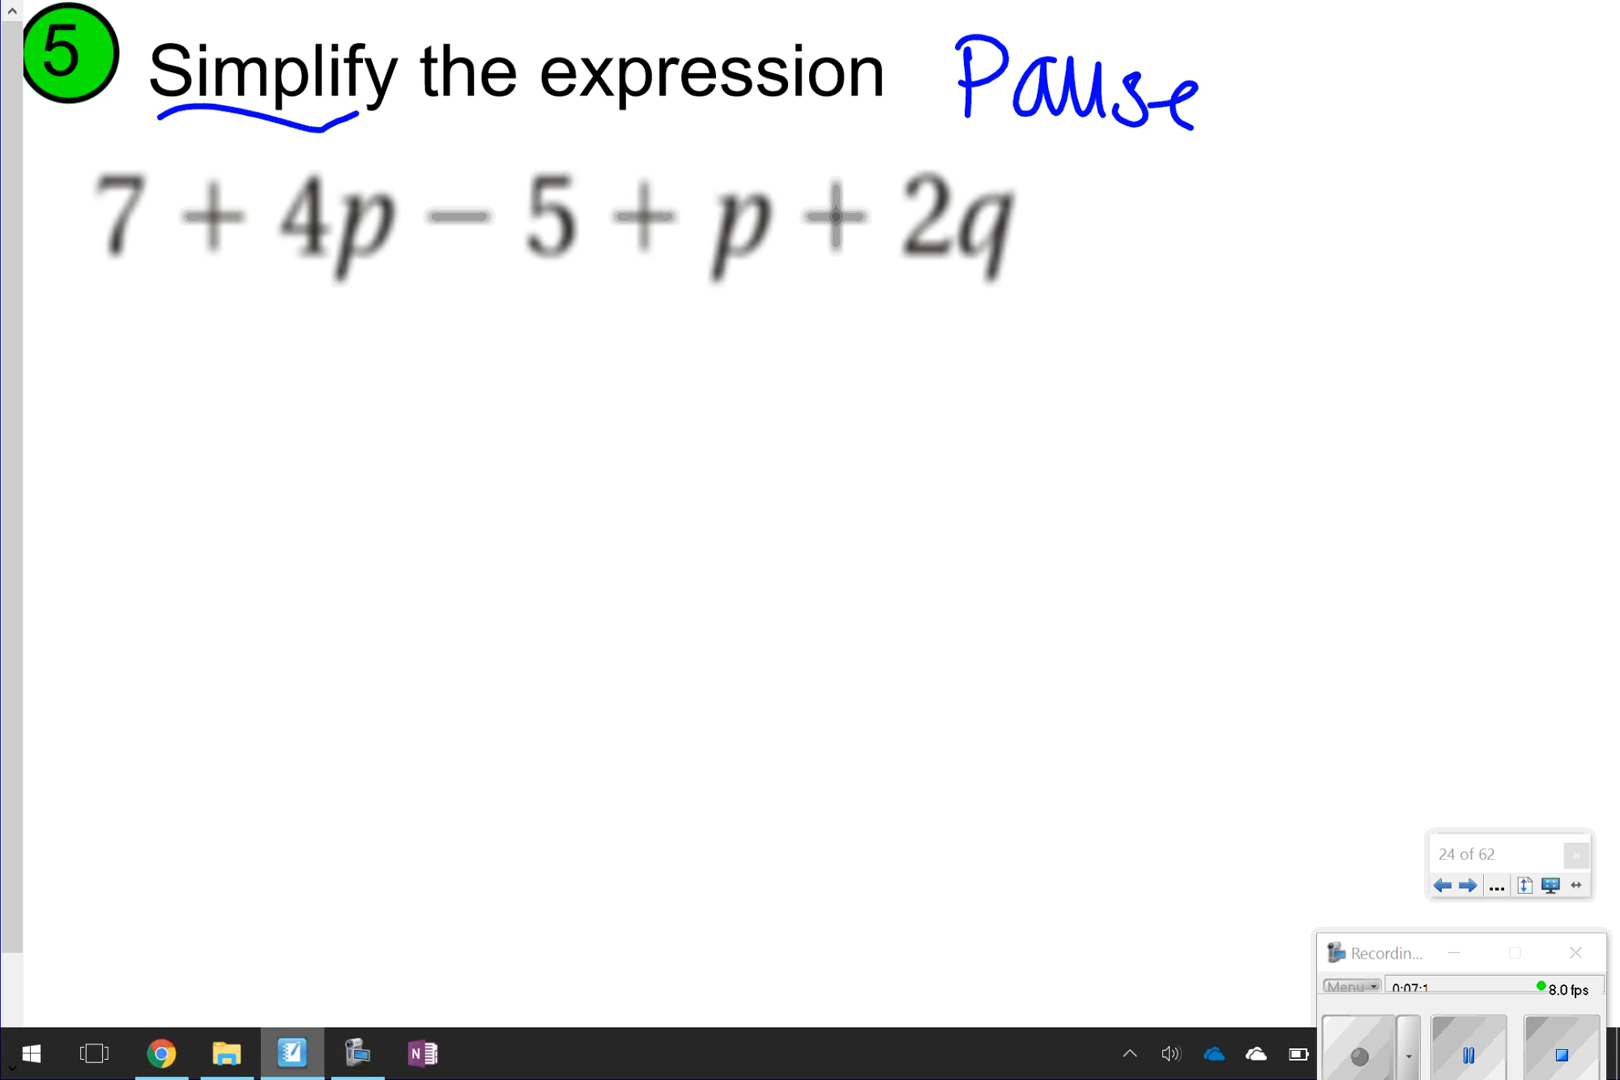 5 Simplify the expression Pause
7 + 4p − 5 + p + 2q
24 of 62
...
Recordin...
Menu 0:07:1 8.0 fps
N